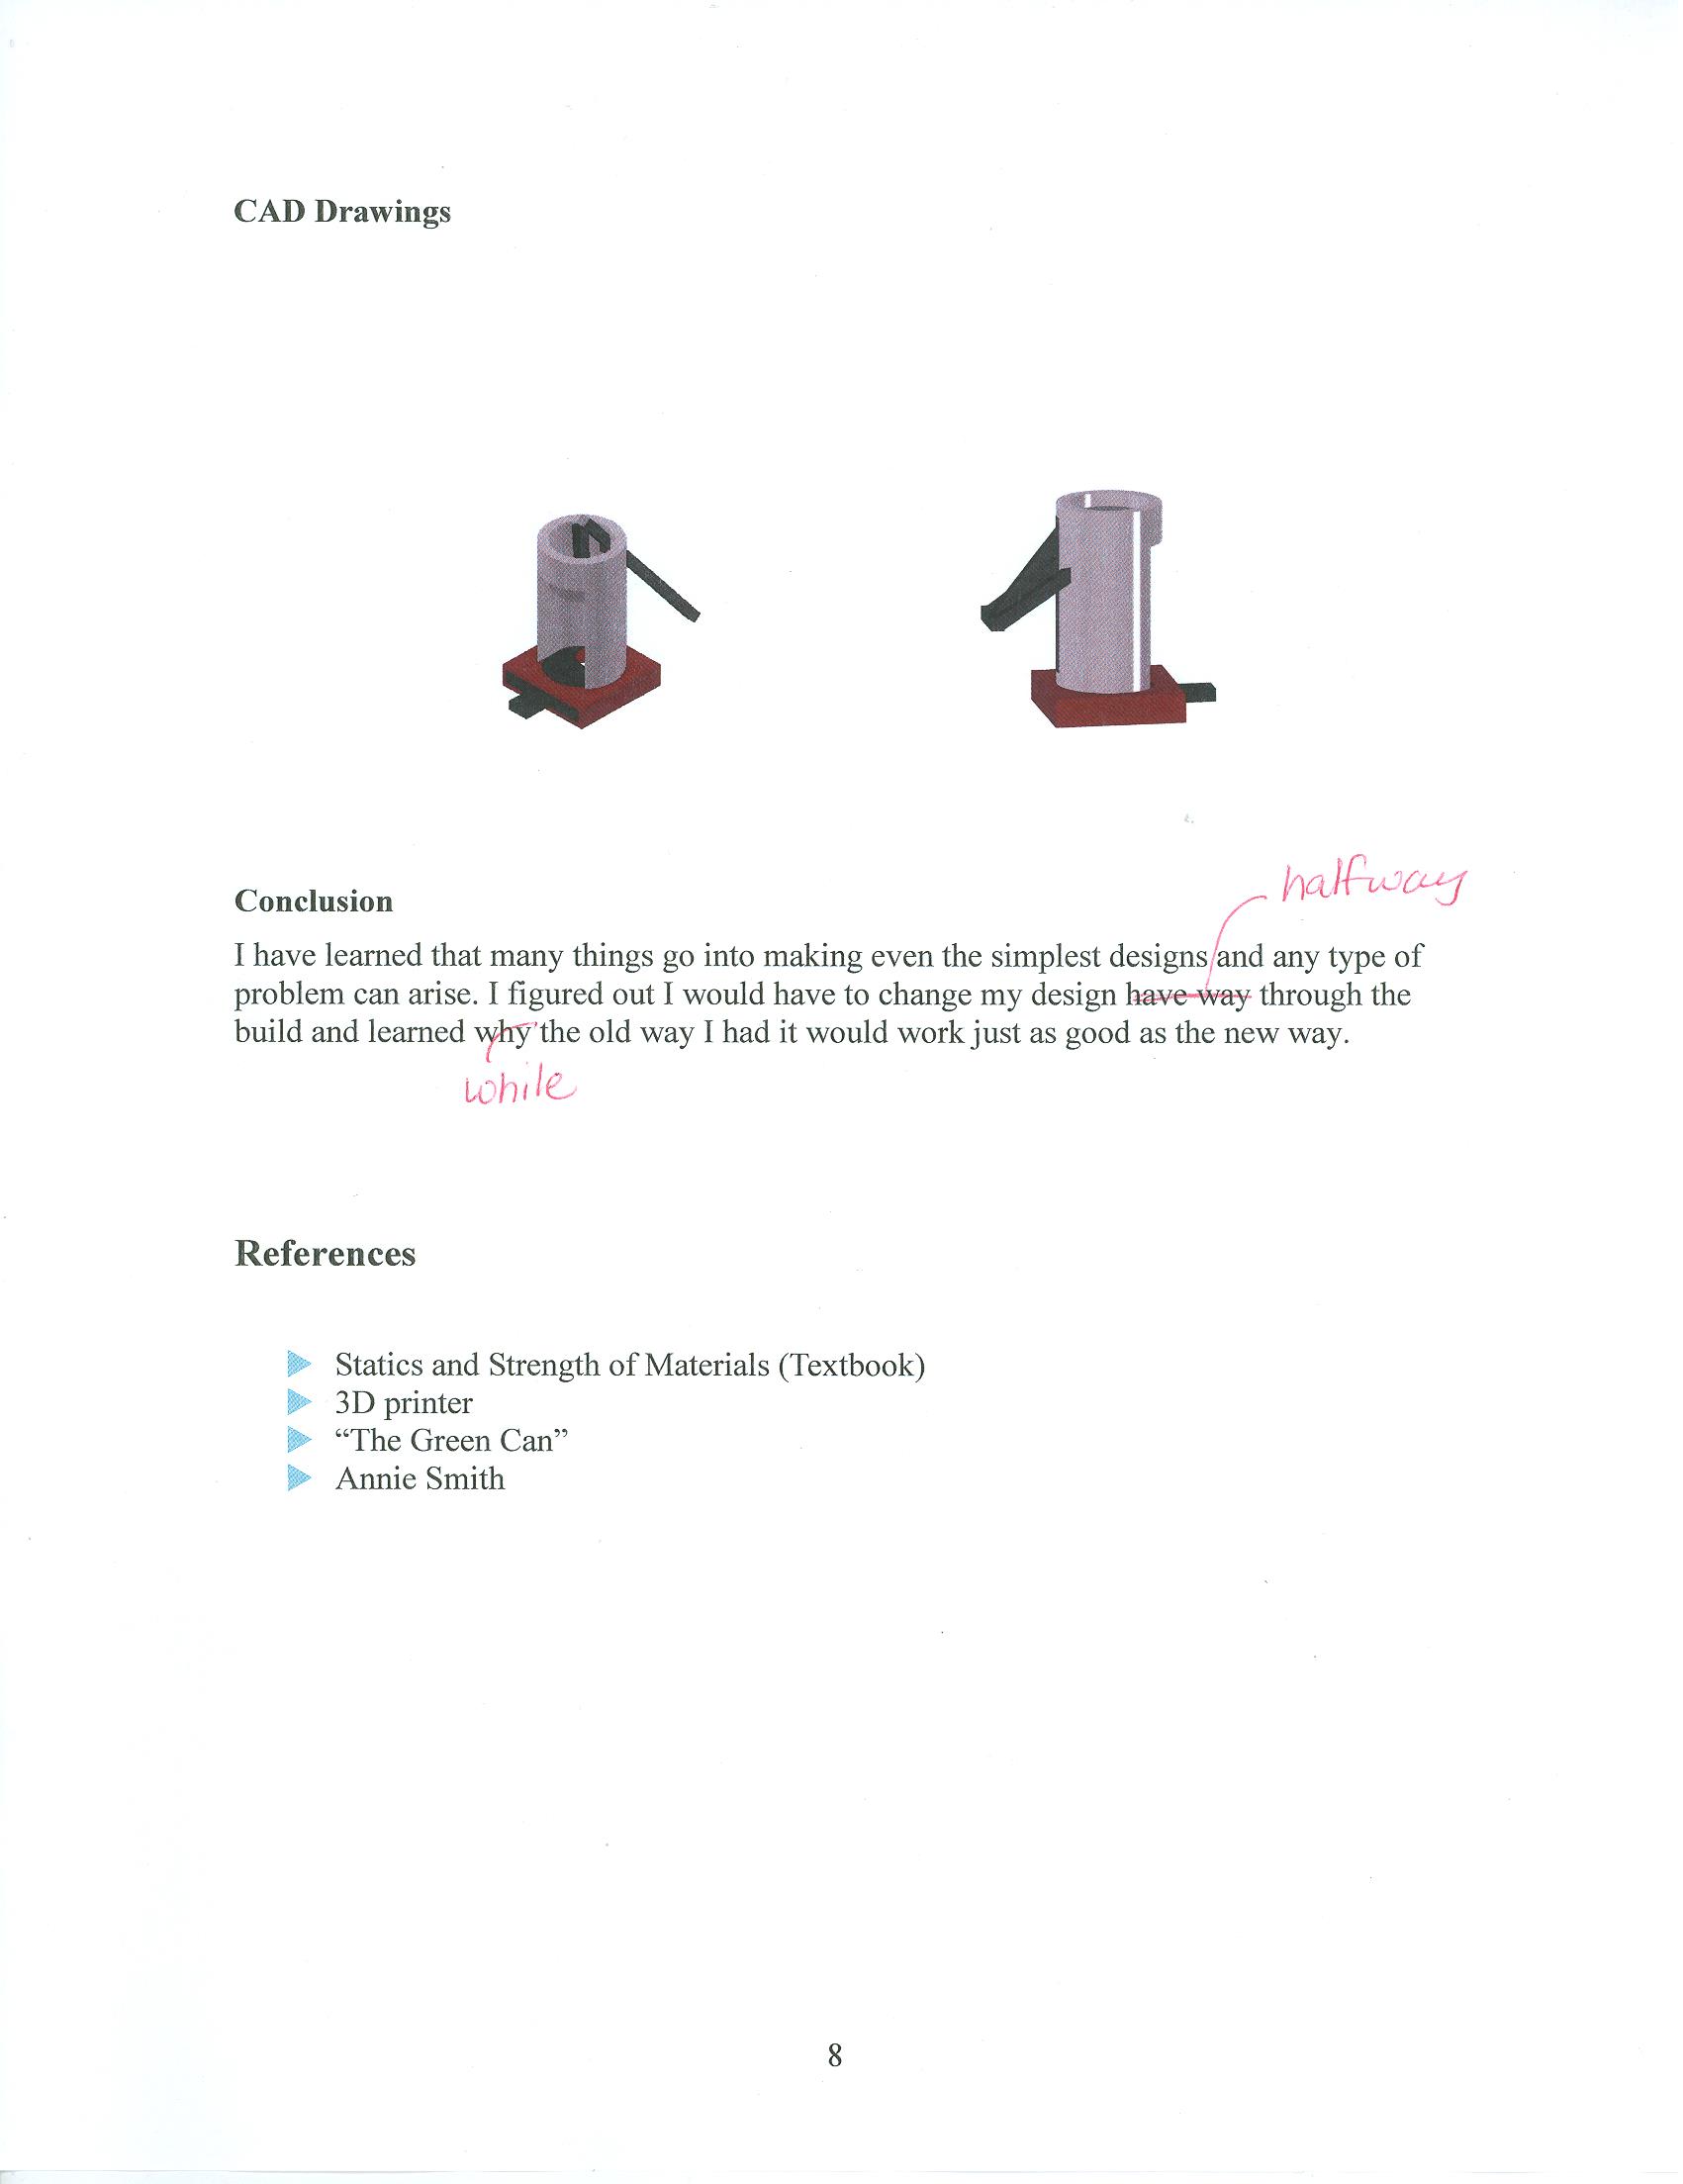 CAD Drawings
halfway
Conclusion
I have learned that many things go into making even the simplest designs and any type of
problem can arise. I figured out I would have to change my design have way through the
build and learned why the old way I had it would work just as good as the new way.
while
References
Statics and Strength of Materials (Textbook)
3D printer
“The Green Can”
Annie Smith
8